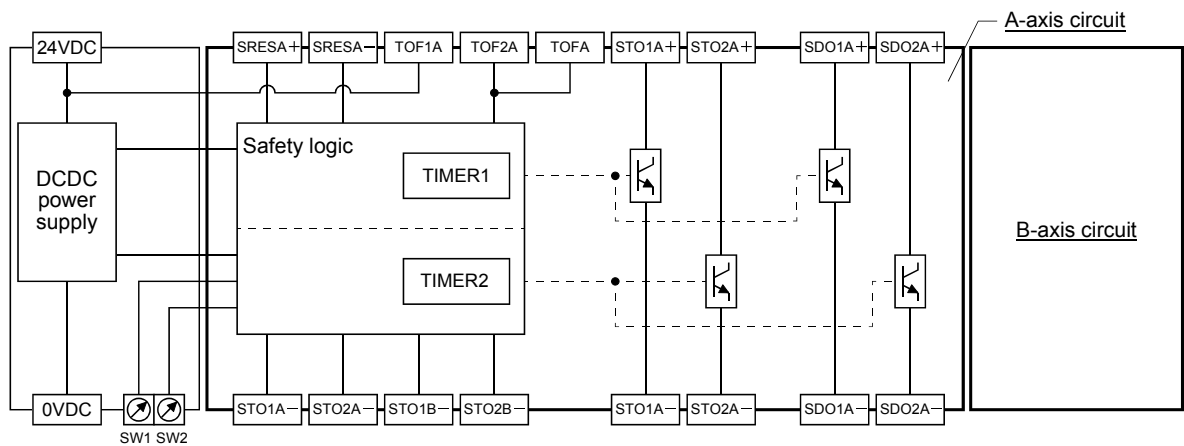 A-axis circuit
24VDC
SRESA+ SRESA− TOF1A TOF2A TOFA STO1A+ STO2A+ SDO1A+ SDO2A+
Safety logic
TIMER1
DCDC
power
supply
B-axis circuit
TIMER2
0VDC
STO1A− STO2A− STO1B− STO2B− STO1A− STO2A− SDO1A− SDO2A−
SW1 SW2